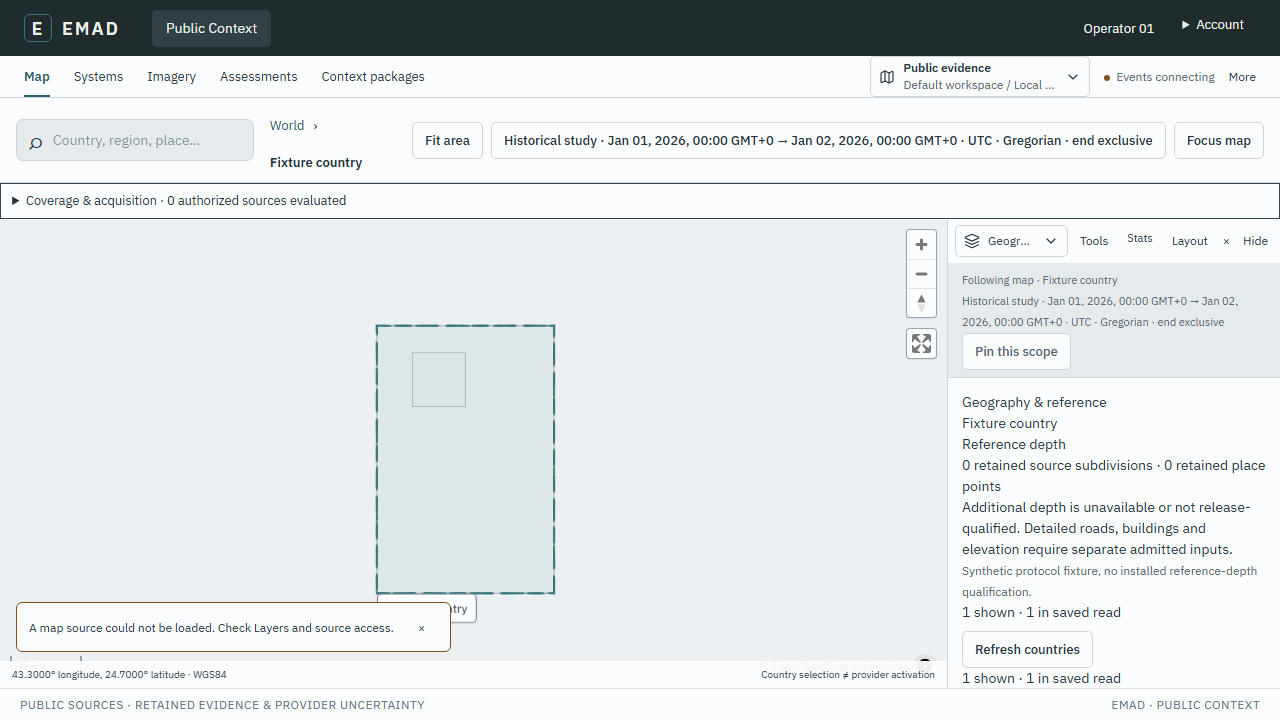 E EMAD
Public Context
Operator 01
▶ Account
Map
Systems
Imagery
Assessments
Context packages
Public evidence
Default workspace / Local ...
Events connecting
More
Country, region, place...
World ›
Fixture country
Fit area
Historical study · Jan 01, 2026, 00:00 GMT+0 → Jan 02, 2026, 00:00 GMT+0 · UTC · Gregorian · end exclusive
Focus map
▶ Coverage & acquisition · 0 authorized sources evaluated
Geogr...
Tools
Stats
Layout
×
Hide
Following map · Fixture country
Historical study · Jan 01, 2026, 00:00 GMT+0 → Jan 02,
2026, 00:00 GMT+0 · UTC · Gregorian · end exclusive
Pin this scope
Geography & reference
Fixture country
Reference depth
0 retained source subdivisions · 0 retained place
points
Additional depth is unavailable or not release-
qualified. Detailed roads, buildings and
elevation require separate admitted inputs.
Synthetic protocol fixture, no installed reference-depth
qualification.
1 shown · 1 in saved read
Refresh countries
1 shown · 1 in saved read
A map source could not be loaded. Check Layers and source access. ×
43.3000° longitude, 24.7000° latitude · WGS84
Country selection ≠ provider activation
PUBLIC SOURCES · RETAINED EVIDENCE & PROVIDER UNCERTAINTY
EMAD · PUBLIC CONTEXT